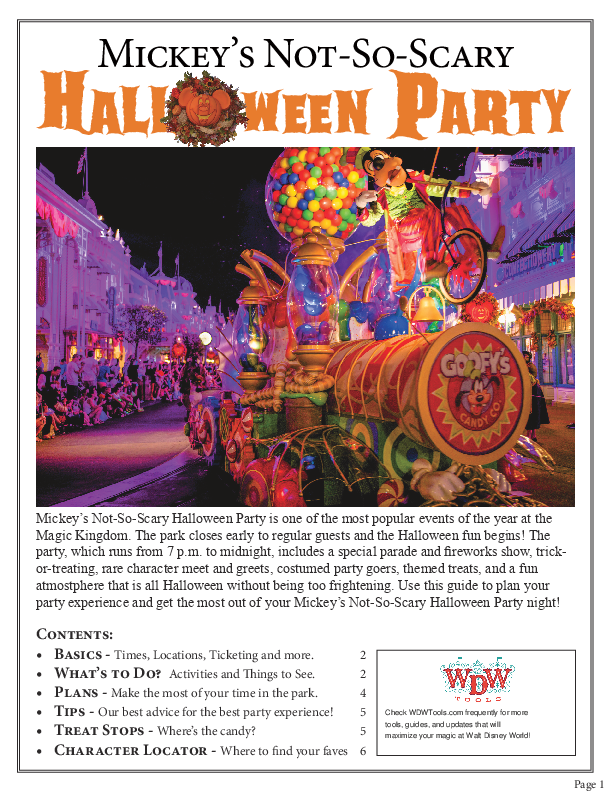 Mickey's Not-So-Scary
Halloween Party
GOOFY'S
CANDY CO.
Mickey's Not-So-Scary Halloween Party is one of the most popular events of the year at the
Magic Kingdom. The park closes early to regular guests and the Halloween fun begins! The
party, which runs from 7 p.m. to midnight, includes a special parade and fireworks show, trick-
or-treating, rare character meet and greets, costumed party goers, themed treats, and a fun
atmostphere that is all Halloween without being too frightening. Use this guide to plan your
party experience and get the most out of your Mickey's Not-So-Scary Halloween Party night!
Contents:
• Basics - Times, Locations, Ticketing and more. 2
• What's to Do? Activities and Things to See. 2
• Plans - Make the most of your time in the park. 4
• Tips - Our best advice for the best party experience! 5
• Treat Stops - Where's the candy? 5
• Character Locator - Where to find your faves 6
WDW
TOOLS
Check WDWTools.com frequently for more
tools, guides, and updates that will
maximize your magic at Walt Disney World!
Page 1